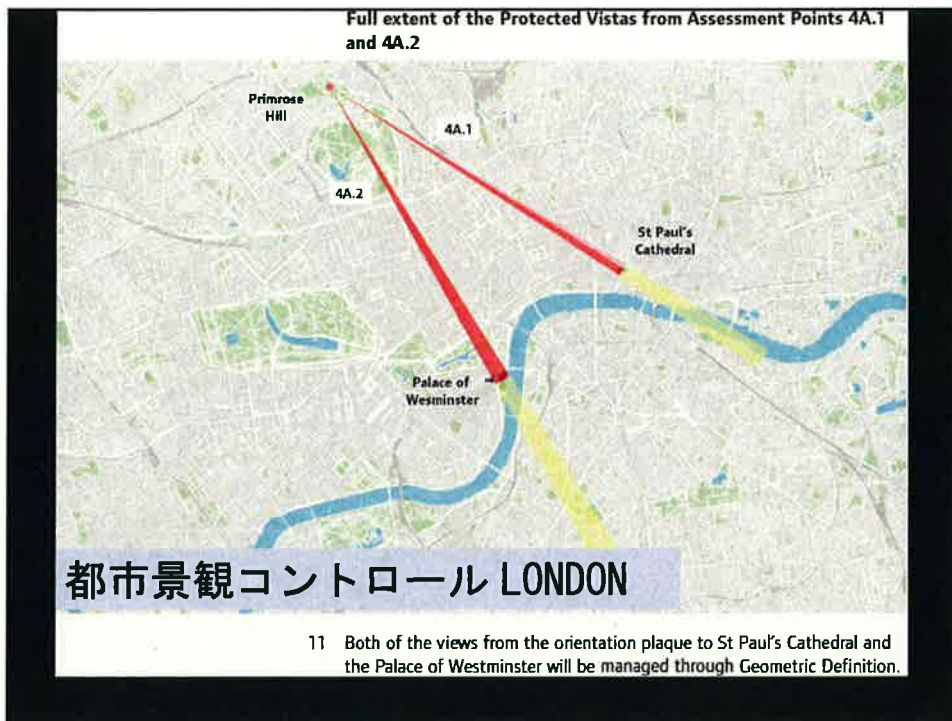 Full extent of the Protected Vistas from Assessment Points 4A.1
and 4A.2
Primrose
Hill
4A.1
4A.2
St Paul's
Cathedral
Palace of
Wesminster
都市景観コントロール LONDON
11 Both of the views from the orientation plaque to St Paul's Cathedral and
the Palace of Westminster will be managed through Geometric Definition.